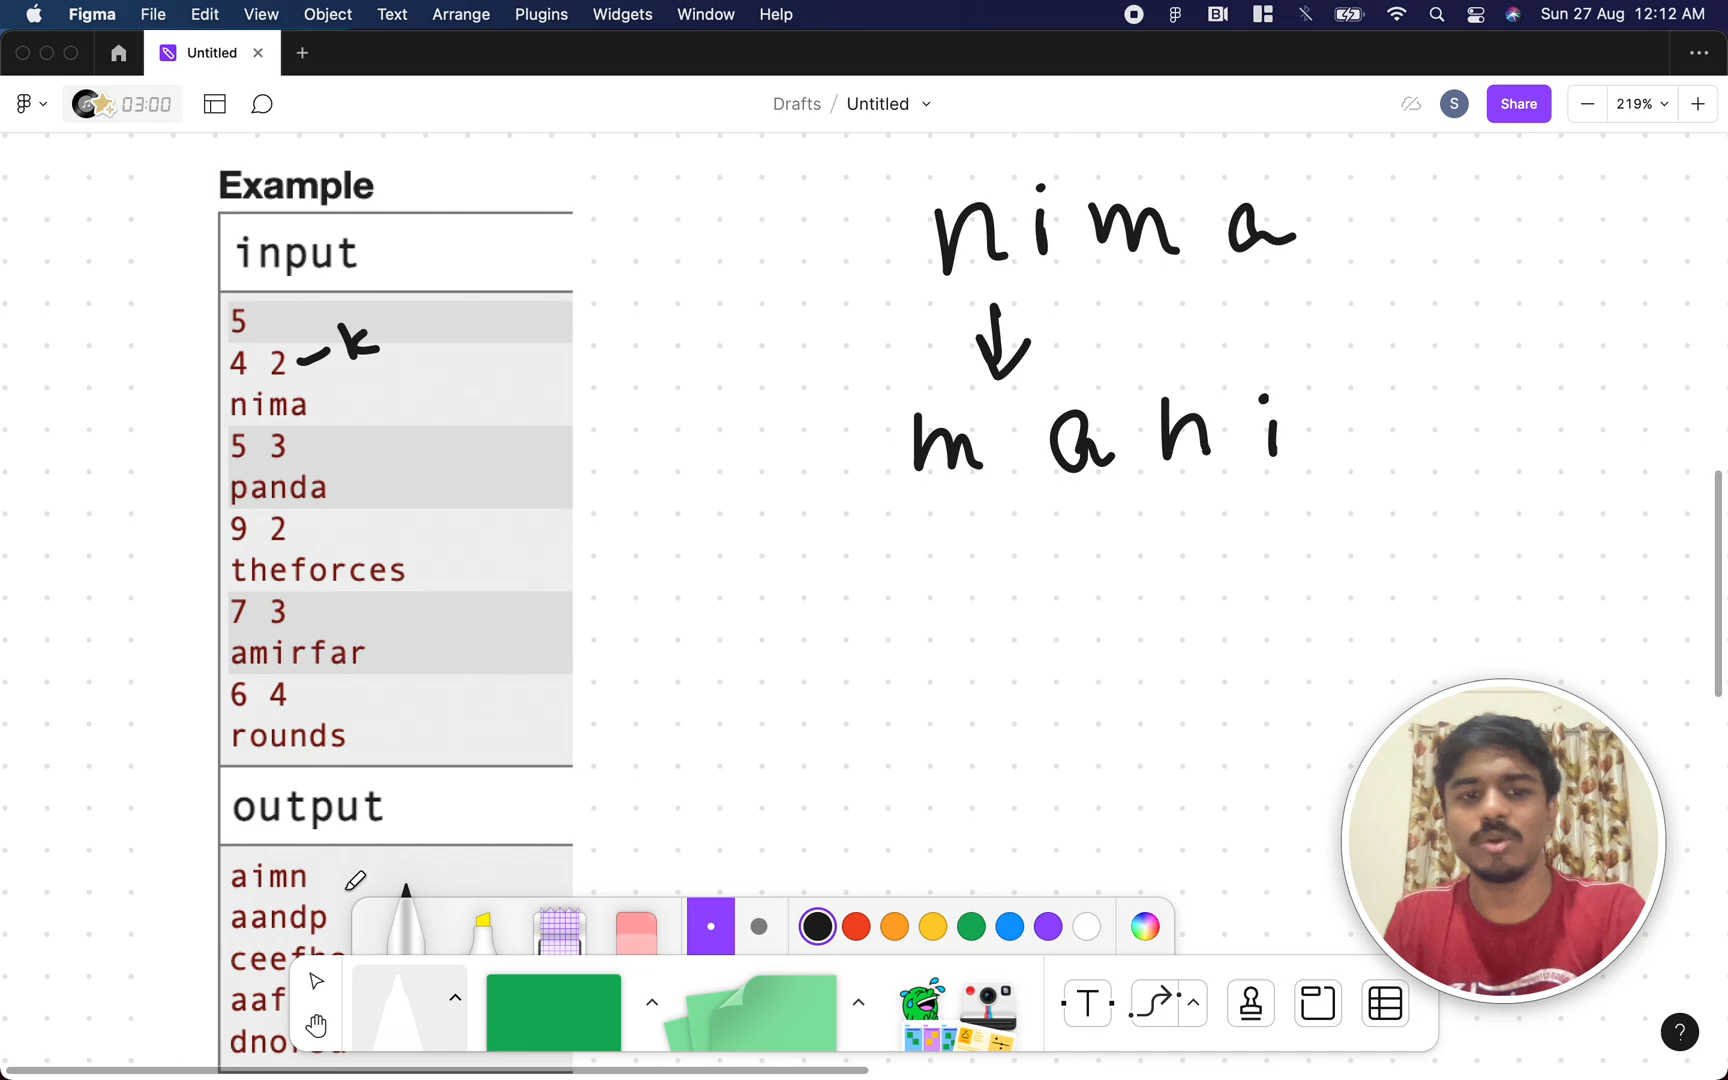 Figma File Edit View Object Text Arrange Plugins Widgets Window Help Sun 27 Aug 12:12 AM
Untitled
03:00 Drafts / Untitled S Share 219%
Example
input
5
4 2 k
nima
5 3
panda
9 2
theforces
7 3
amirfar
6 4
rounds
output
aimn
aandp
n i m a
m a n i
T
?